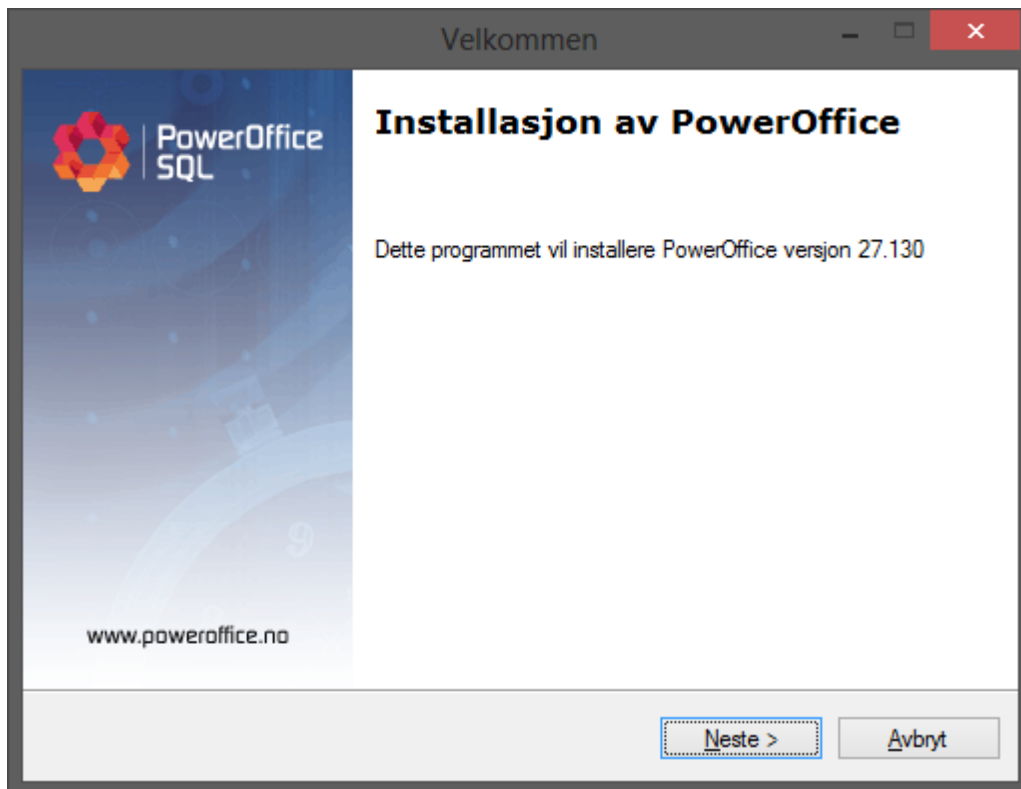 Velkommen
PowerOffice
SQL
Installasjon av PowerOffice
Dette programmet vil installere PowerOffice versjon 27.130
9
www.poweroffice.no
Neste >
Avbryt